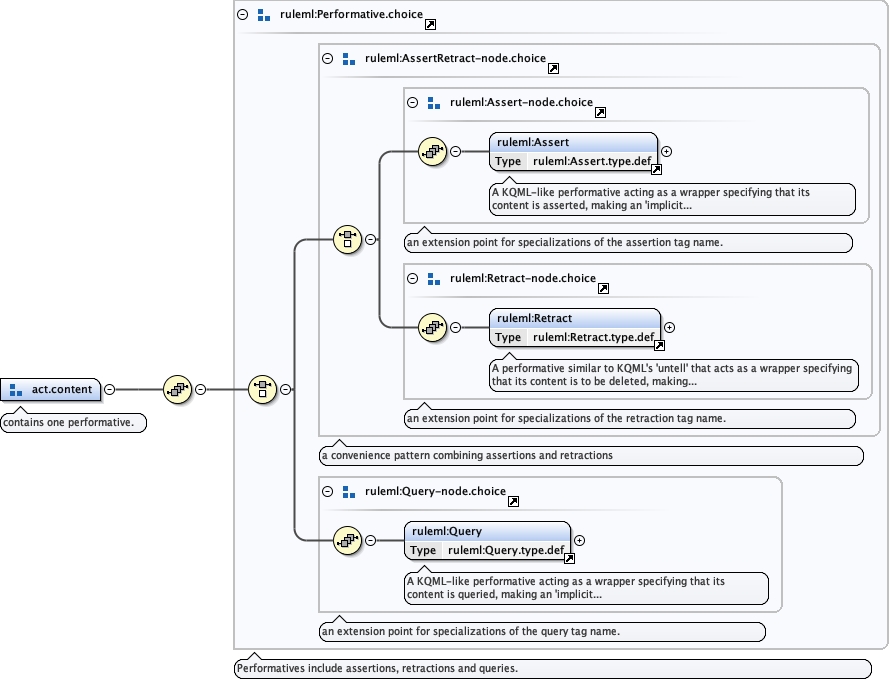 ruleml:Performative.choice
ruleml:AssertRetract-node.choice
ruleml:Assert-node.choice
ruleml:Assert
Type ruleml:Assert.type.def
A KQML-like performative acting as a wrapper specifying that its
content is asserted, making an 'implicit...
an extension point for specializations of the assertion tag name.
ruleml:Retract-node.choice
ruleml:Retract
Type ruleml:Retract.type.def
A performative similar to KQML's 'untell' that acts as a wrapper specifying
that its content is to be deleted, making...
an extension point for specializations of the retraction tag name.
act.content
contains one performative.
a convenience pattern combining assertions and retractions
ruleml:Query-node.choice
ruleml:Query
Type ruleml:Query.type.def
A KQML-like performative acting as a wrapper specifying that its
content is queried, making an 'implicit...
an extension point for specializations of the query tag name.
Performatives include assertions, retractions and queries.